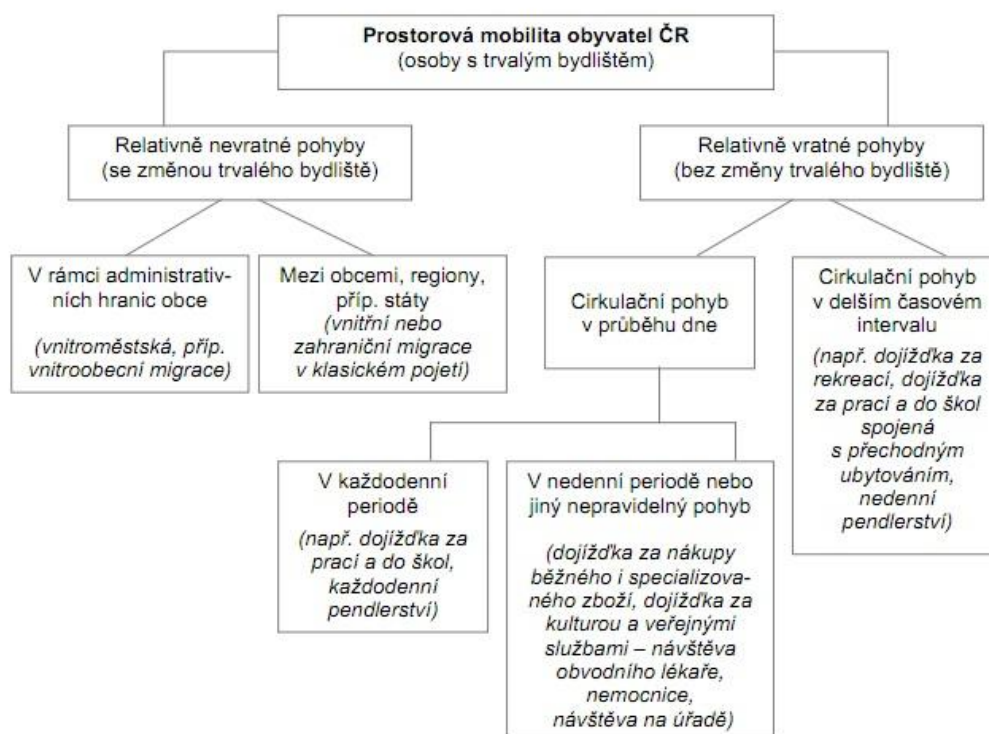 Prostorová mobilita obyvatel ČR
(osoby s trvalým bydlištěm)
Relativně nevratné pohyby
(se změnou trvalého bydliště)
Relativně vratné pohyby
(bez změny trvalého bydliště)
V rámci administrativ-
ních hranic obce
(vnitroměstská, příp.
vnitroobecní migrace)
Mezi obcemi, regiony,
příp. státy
(vnitřní nebo
zahraniční migrace
v klasickém pojetí)
Cirkulační pohyb
v průběhu dne
Cirkulační pohyb
v delším časovém
intervalu
(např. dojížďka za
rekreací, dojížďka
za prací a do škol
spojená
s přechodným
ubytováním,
nedenní
pendlerství)
V každodenní
periodě
(např. dojížďka za
prací a do škol,
každodenní
pendlerství)
V nedenní periodě nebo
jiný nepravidelný pohyb
(dojížďka za nákupy
běžného i specializova-
ného zboží, dojížďka za
kulturou a veřejnými
službami – návštěva
obvodního lékaře,
nemocnice,
návštěva na úřadě)